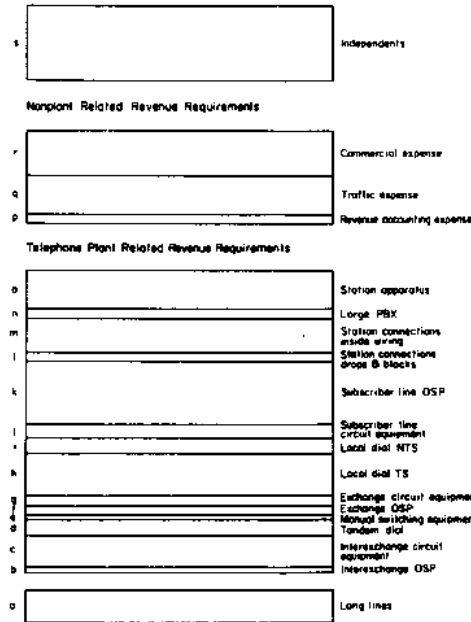 s Independents
Nonplant Related Revenue Requirements
r Commercial expense
q Traffic expense
p Revenue accounting expense
Telephone Plant Related Revenue Requirements
o Station apparatus
n Large PBX
m Station connections
inside wiring
l Station connections
drops & blocks
k Subscriber line OSP
j Subscriber line
circuit equipment
i Local dial NTS
h Local dial TS
g Exchange circuit equipment
f Exchange OSP
e Manual switching equipment
d Tandem dial
c Interexchange circuit
equipment
b Interexchange OSP
a Long lines